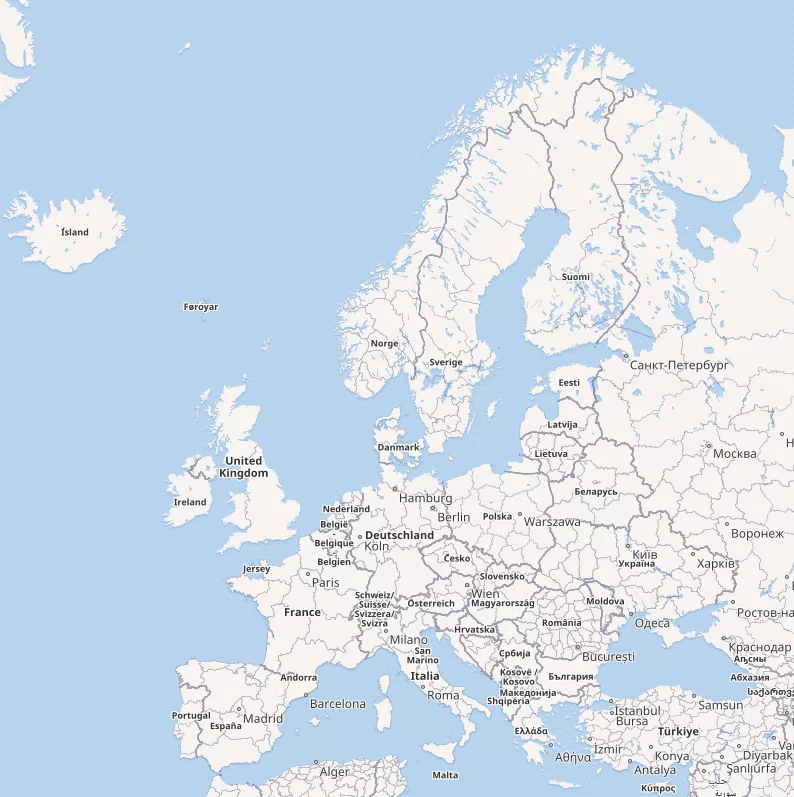 Ísland
Føroyar
Suomi
Norge
Sverige
Санкт-Петербург
Eesti
Latvija
Москва
Danmark
Lietuva
United
Kingdom
Беларусь
Ireland
Hamburg
Nederland
Berlin
Polska
Warszawa
België
-
Belgique
-
Belgien
Deutschland
Köln
Воронеж
Київ
Україна
Харків
Česko
Jersey
Paris
Slovensko
Schweiz/
Suisse/
Svizzera/
Svizra
Wien
Österreich
Magyarország
Moldova
France
România
Одеса
Ростов-на
Hrvatska
Milano
Краснодар
San
Marino
Србија
București
Аҧсны
-
Абхазия
Andorra
Italia
Kosovë /
Kosovo
България
Roma
Македонија
Shqipëria
Barcelona
Samsun
Portugal
España
Madrid
İstanbul
Bursa
Türkiye
Ελλάδα
Αθήνα
İzmir
Konya
Diyarbak
Alger
Malta
Antalya
Şanlıurfa
Κύπρος